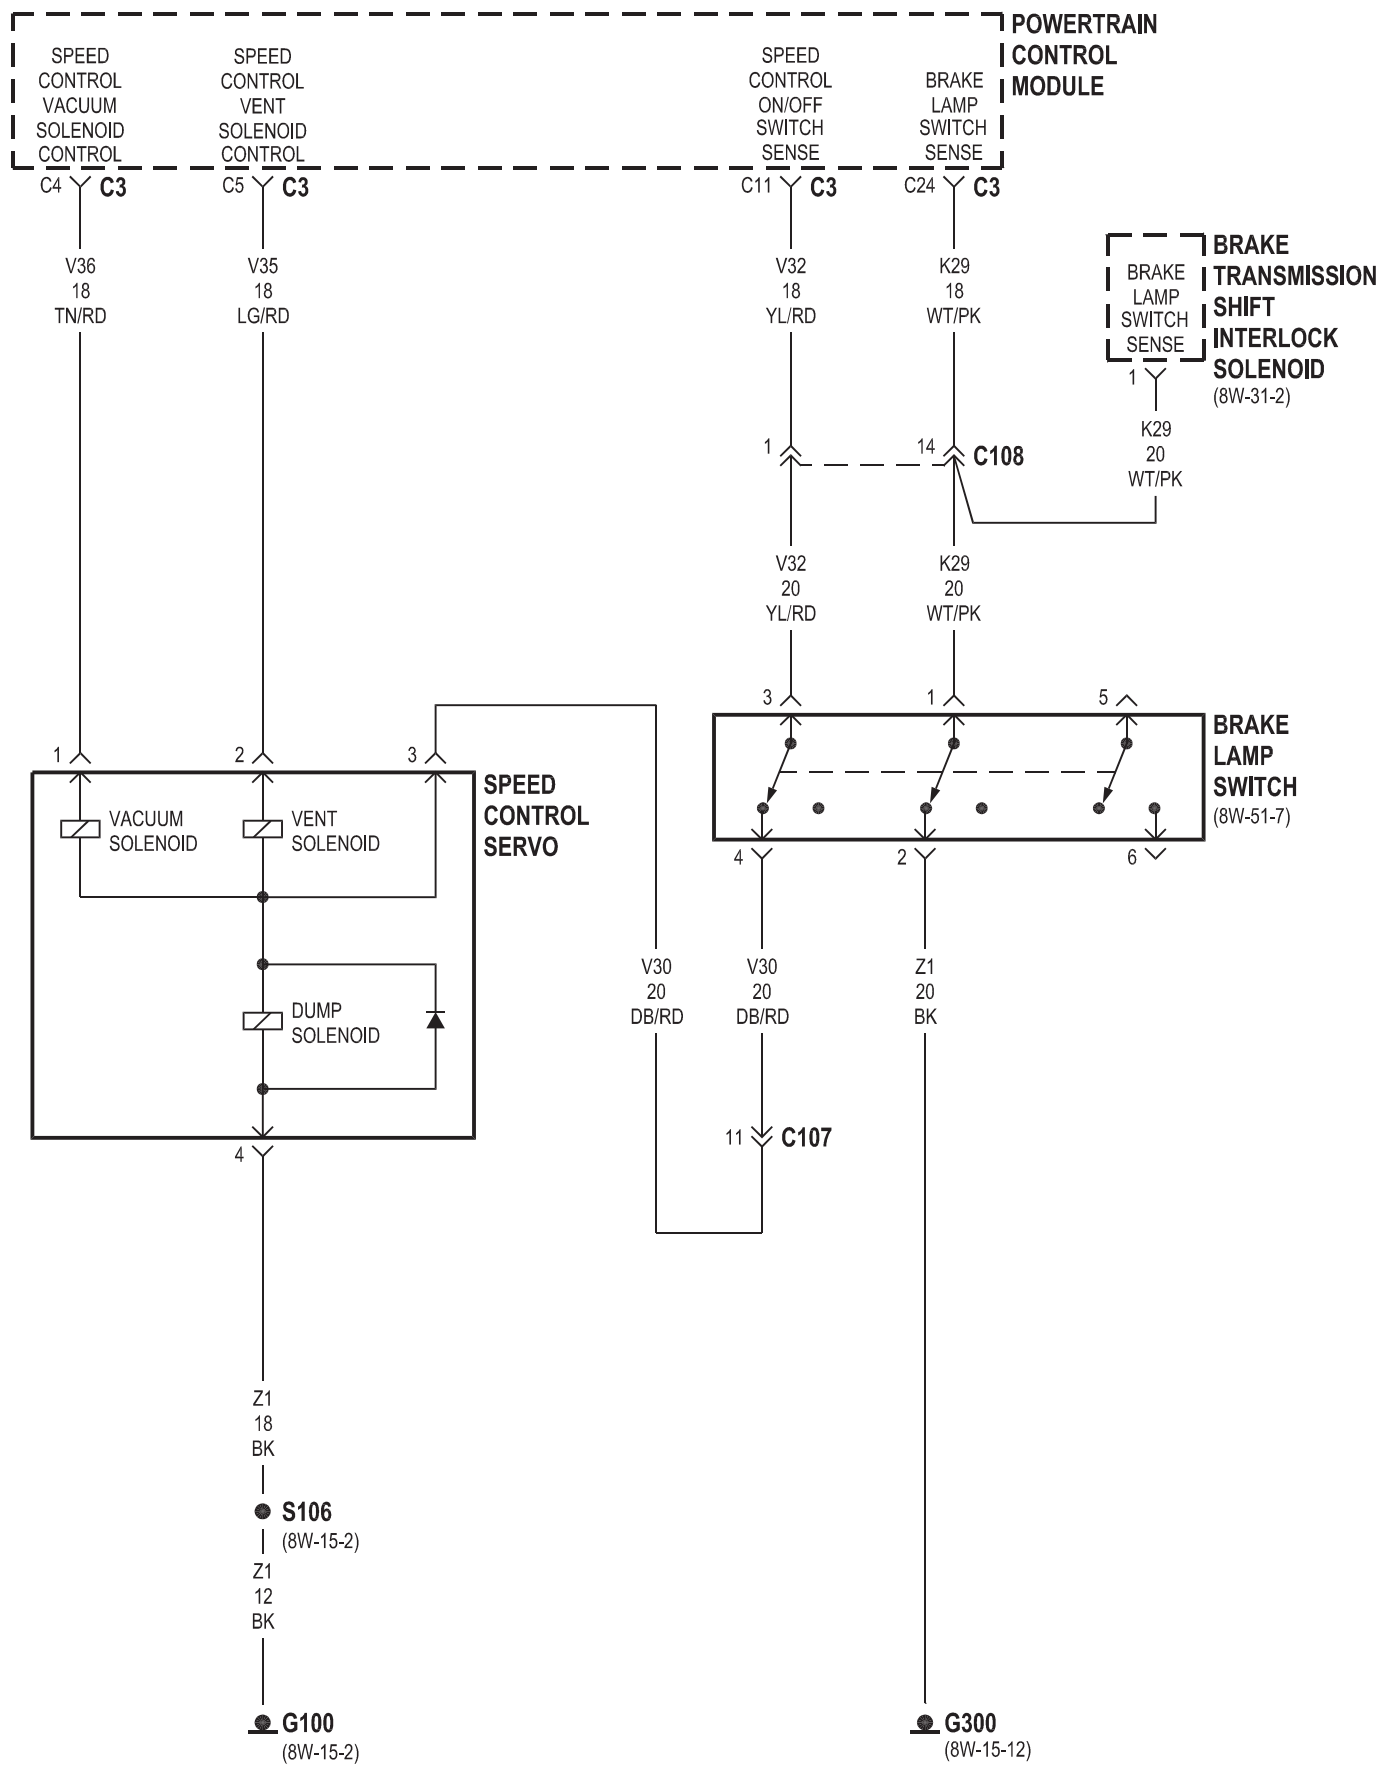 POWERTRAIN
CONTROL
MODULE
SPEED
CONTROL
VACUUM
SOLENOID
CONTROL
SPEED
CONTROL
VENT
SOLENOID
CONTROL
SPEED
CONTROL
ON/OFF
SWITCH
SENSE
BRAKE
LAMP
SWITCH
SENSE
C4 C3
C5 C3
C11 C3
C24 C3
V36
18
TN/RD
V35
18
LG/RD
V32
18
YL/RD
K29
18
WT/PK
BRAKE
LAMP
SWITCH
SENSE
BRAKE
TRANSMISSION
SHIFT
INTERLOCK
SOLENOID
(8W-31-2)
1
K29
20
WT/PK
1
14
C108
V32
20
YL/RD
K29
20
WT/PK
3
1
5
BRAKE
LAMP
SWITCH
(8W-51-7)
4
2
6
1
2
3
SPEED
CONTROL
SERVO
VACUUM
SOLENOID
VENT
SOLENOID
DUMP
SOLENOID
4
V30
20
DB/RD
V30
20
DB/RD
Z1
20
BK
11
C107
Z1
18
BK
S106
(8W-15-2)
Z1
12
BK
G100
(8W-15-2)
G300
(8W-15-12)